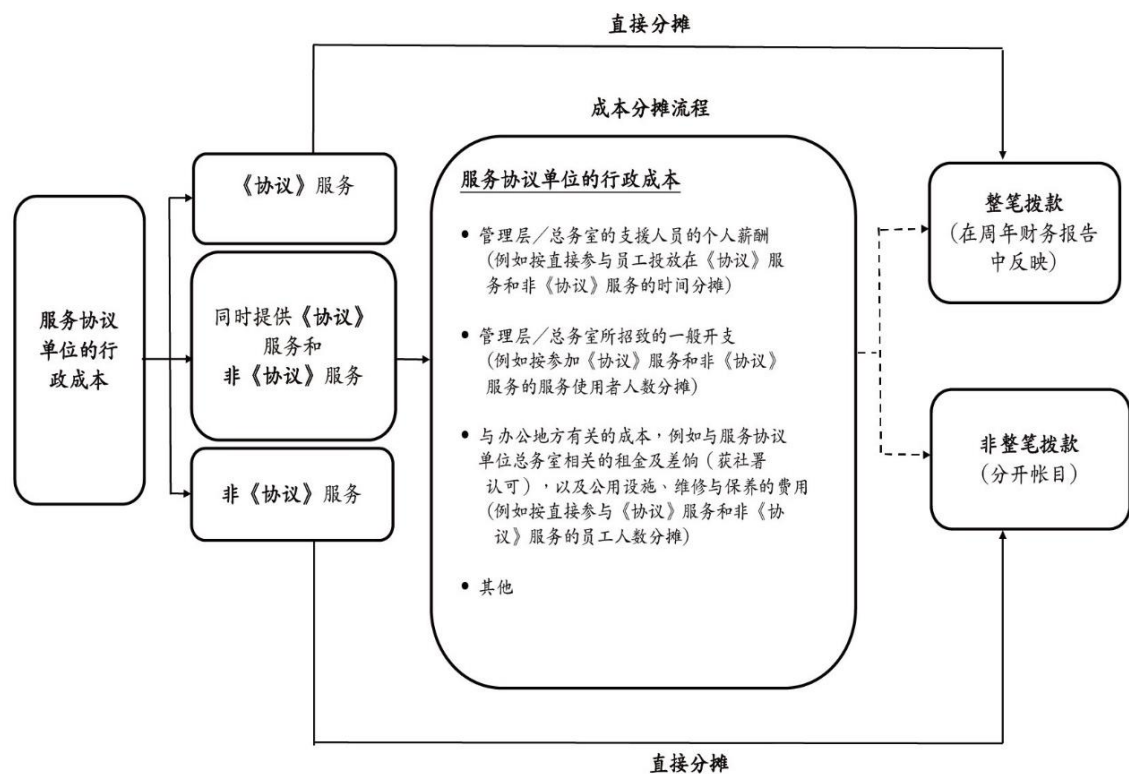 直接分摊
成本分摊流程
服务协议
单位的行
政成本
《协议》服务
同时提供《协议》
服务和
非《协议》服务
非《协议》服务
服务协议单位的行政成本
• 管理层／总务室的支援人员的个人薪酬
(例如按直接参与员工投放在《协议》服
务和非《协议》服务的时间分摊)
• 管理层／总务室所招致的一般开支
(例如按参加《协议》服务和非《协议》
服务的服务使用者人数分摊)
• 与办公地方有关的成本，例如与服务协议
单位总务室相关的租金及差饷（获社署
认可），以及公用设施、维修与保养的费用
(例如按直接参与《协议》服务和非《协
议》服务的员工人数分摊)
• 其他
整笔拨款
（在周年财务报告
中反映）
非整笔拨款
（分开帐目）
直接分摊